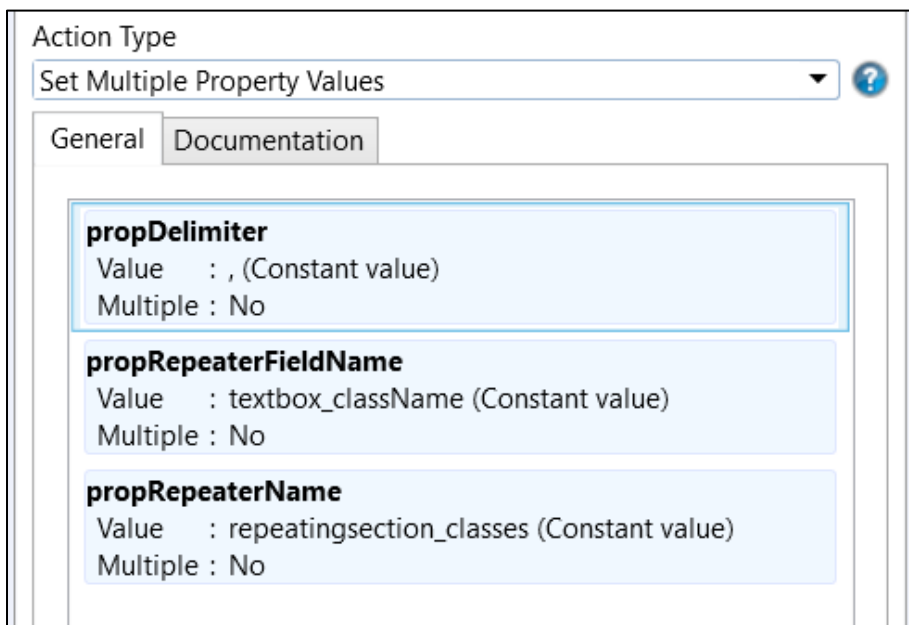 Action Type
Set Multiple Property Values
?
General Documentation
propDelimiter
Value : , (Constant value)
Multiple : No
propRepeaterFieldName
Value : textbox_className (Constant value)
Multiple : No
propRepeaterName
Value : repeatingsection_classes (Constant value)
Multiple : No